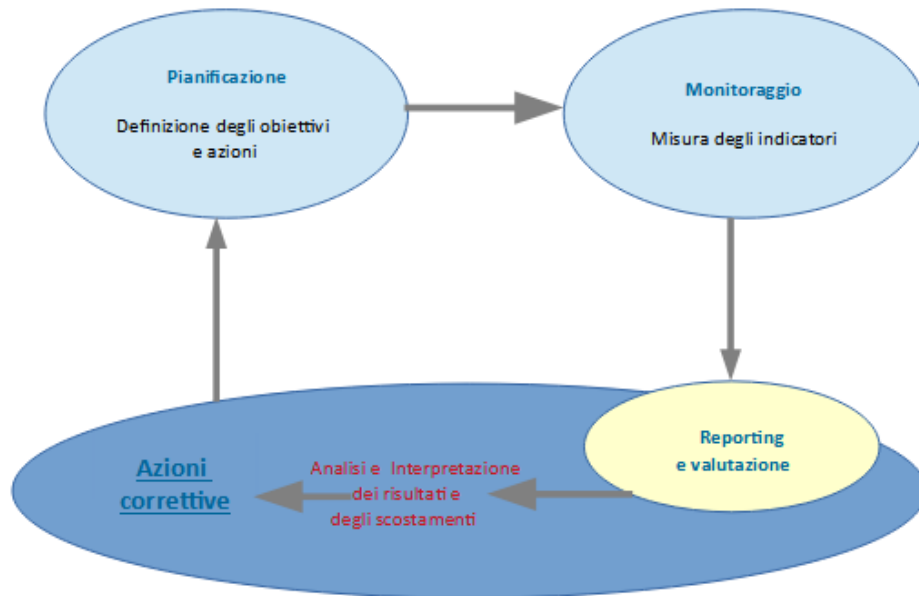 Pianificazione
Definizione degli obiettivi
e azioni
Monitoraggio
Misura degli indicatori
Reporting
e valutazione
Analisi e Interpretazione
dei risultati e
degli scostamenti
Azioni
correttive